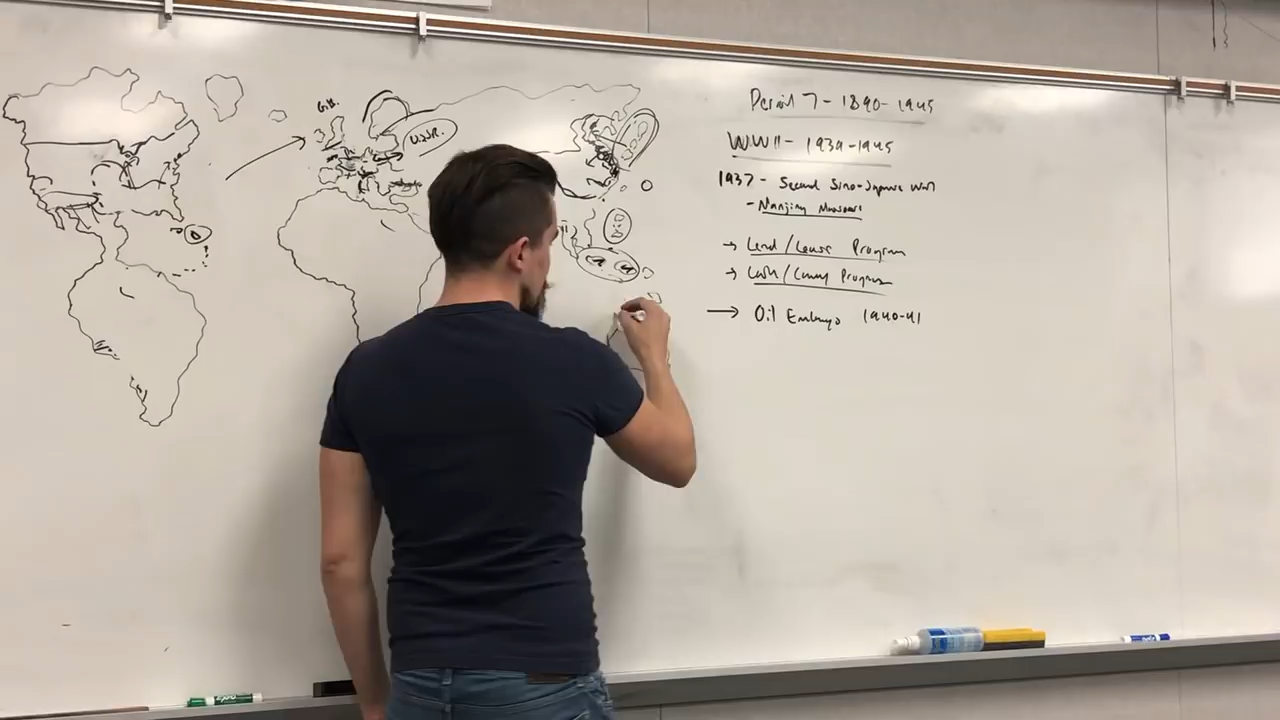 G.B.
U.S.S.R.
Period 7 - 1890-1945
WWII - 1939-1945
1937 - Second Sino-Japanese War
- Nanjing Massacre
→ Lend/Lease Program
→ Cash/Carry Program
→ Oil Embargo 1940-41
EXPO